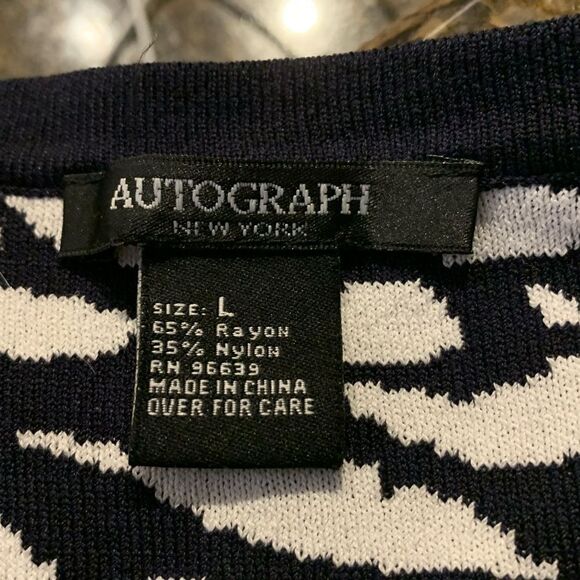 AUTOGRAPH
NEW YORK
SIZE: L
65% Rayon
35% Nylon
RN 96639
MADE IN CHINA
OVER FOR CARE